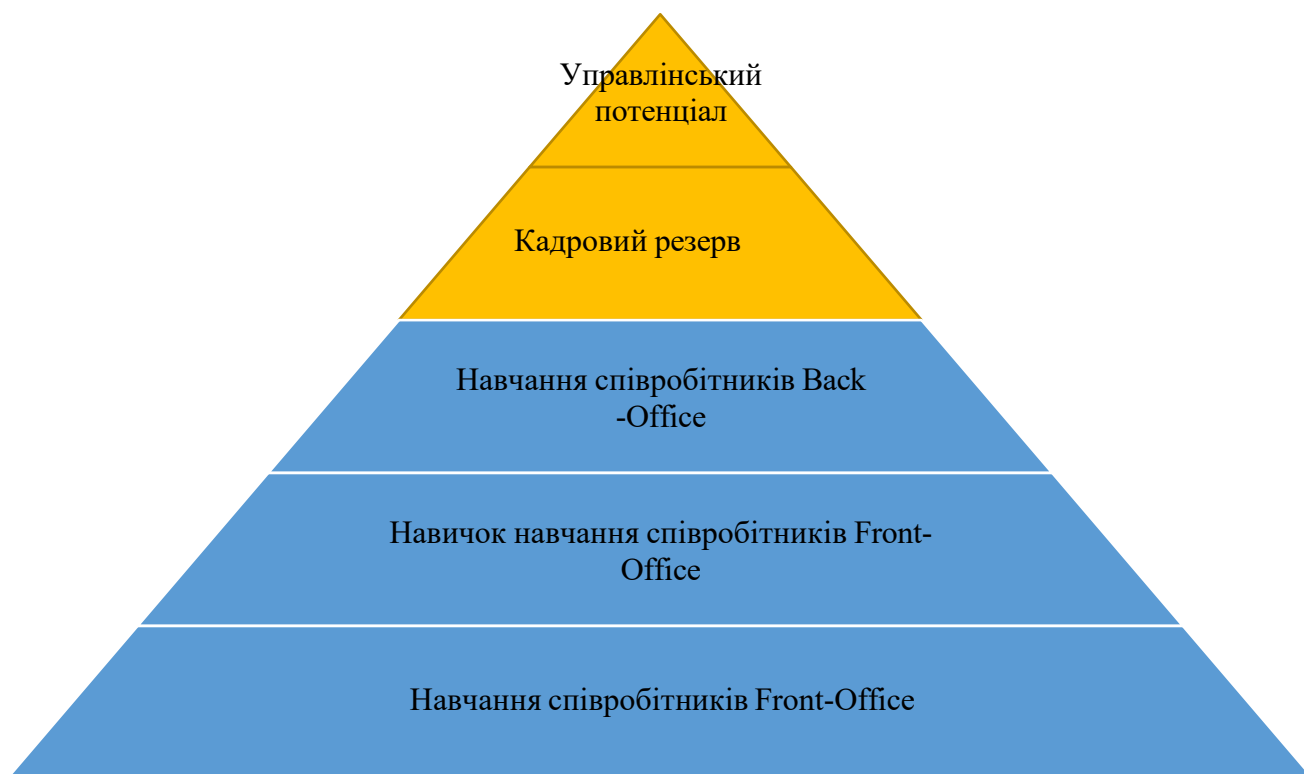 Управлінський
потенціал
Кадровий резерв
Навчання співробітників Back
-Office
Навичок навчання співробітників Front-
Office
Навчання співробітників Front-Office